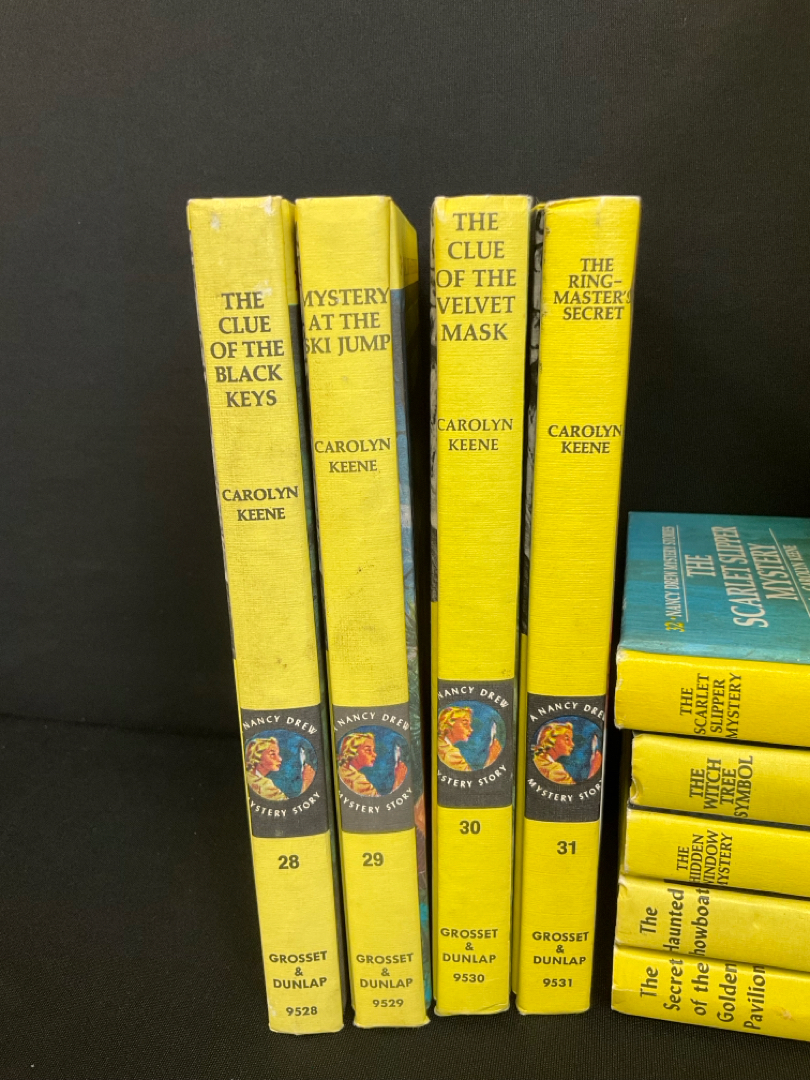 THE
CLUE
OF THE
BLACK
KEYS
CAROLYN
KEENE
NANCY DREW
MYSTERY STORY
28
GROSSET
&
DUNLAP
9528
MYSTERY
AT THE
SKI JUMP
CAROLYN
KEENE
NANCY DREW
MYSTERY STORY
29
GROSSET
&
DUNLAP
9529
THE
CLUE
OF THE
VELVET
MASK
CAROLYN
KEENE
NANCY DREW
MYSTERY STORY
30
GROSSET
&
DUNLAP
9530
THE
RING-
MASTER'S
SECRET
CAROLYN
KEENE
A NANCY DREW
MYSTERY STORY
31
GROSSET
&
DUNLAP
9531
32 · NANCY DREW MYSTERY STORIES
THE
SCARLET SLIPPER
MYSTERY
CAROLYN KEENE
THE
SCARLET
SLIPPER
MYSTERY
THE
WITCH
TREE
SYMBOL
THE
HIDDEN
WINDOW
MYSTERY
The
Haunted
Showboat
The
Secret
of the
Golden
Pavilion